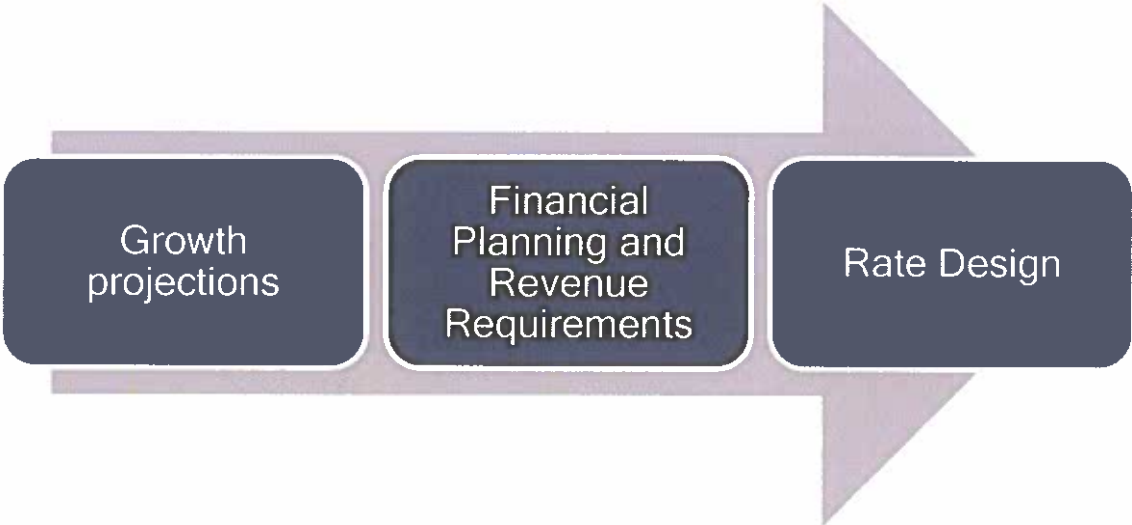 Growth
projections
Financial
Planning and
Revenue
Requirements
Rate Design